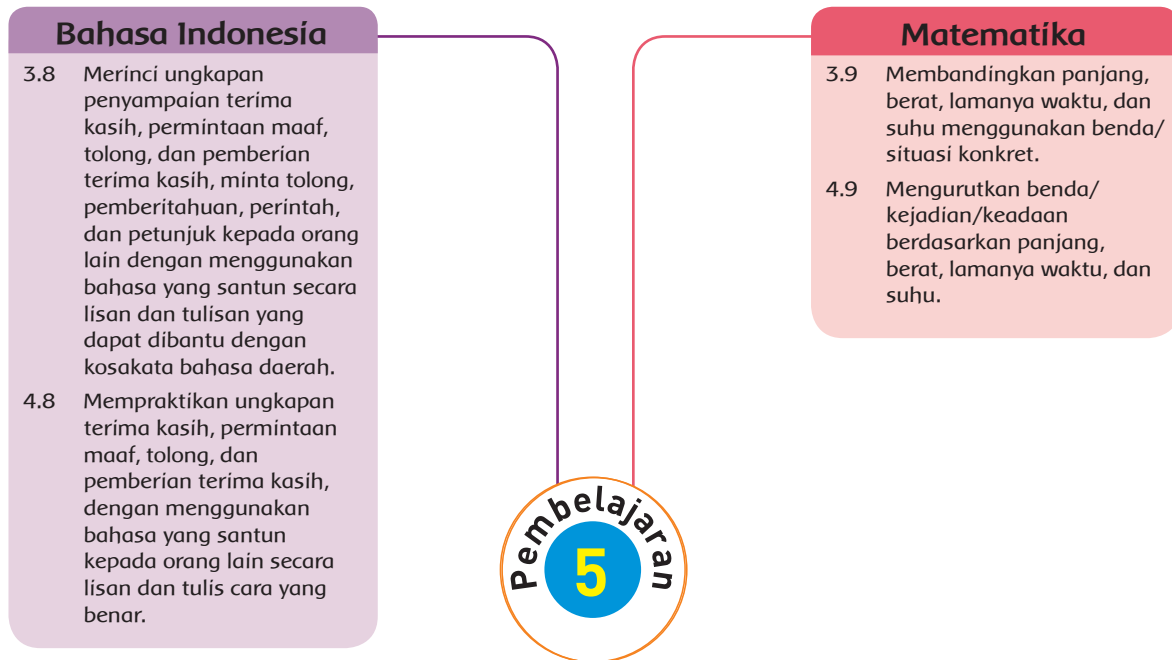 Bahasa Indonesia
3.8 Merinci ungkapan
penyampaian terima
kasih, permintaan maaf,
tolong, dan pemberian
terima kasih, minta tolong,
pemberitahuan, perintah,
dan petunjuk kepada orang
lain dengan menggunakan
bahasa yang santun secara
lisan dan tulisan yang
dapat dibantu dengan
kosakata bahasa daerah.
4.8 Mempraktikan ungkapan
terima kasih, permintaan
maaf, tolong, dan
pemberian terima kasih,
dengan menggunakan
bahasa yang santun
kepada orang lain secara
lisan dan tulis cara yang
benar.
Matematika
3.9 Membandingkan panjang,
berat, lamanya waktu, dan
suhu menggunakan benda/
situasi konkret.
4.9 Mengurutkan benda/
kejadian/keadaan
berdasarkan panjang,
berat, lamanya waktu, dan
suhu.
Pembelajaran
5